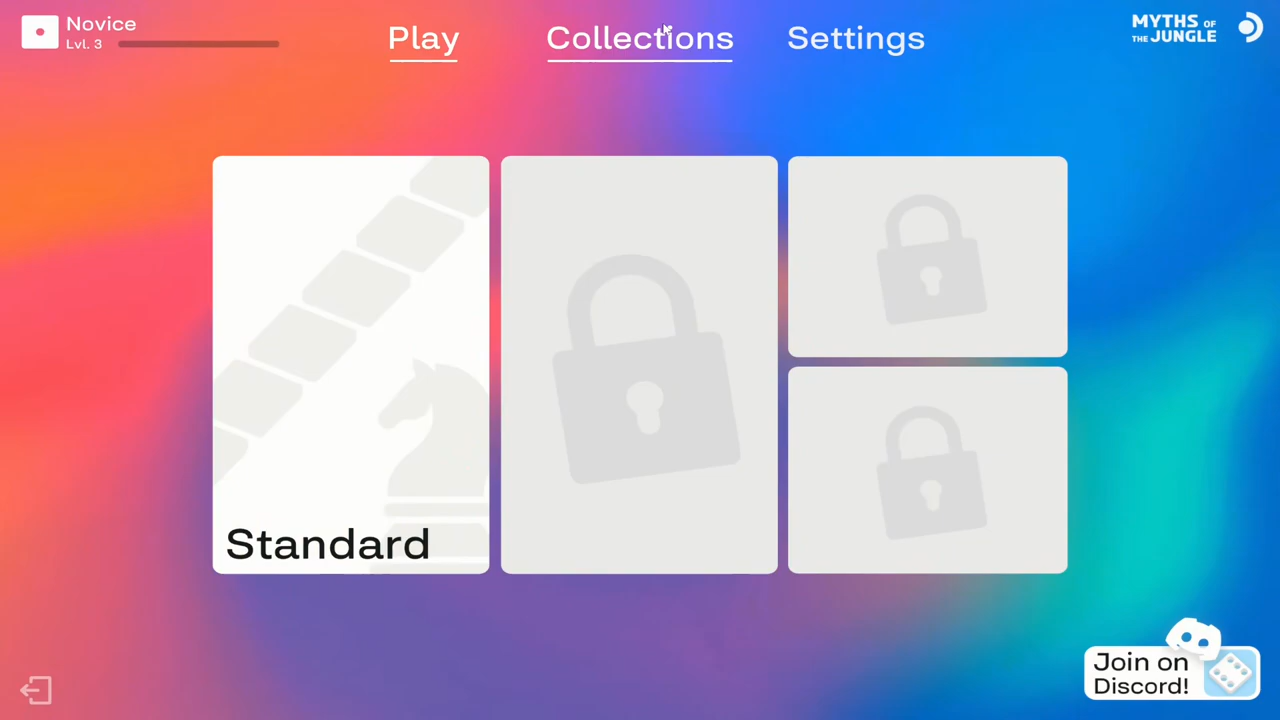 Novice
Lvl. 3
Play
Collections
Settings
MYTHS OF
THE JUNGLE
Standard
Join on
Discord!